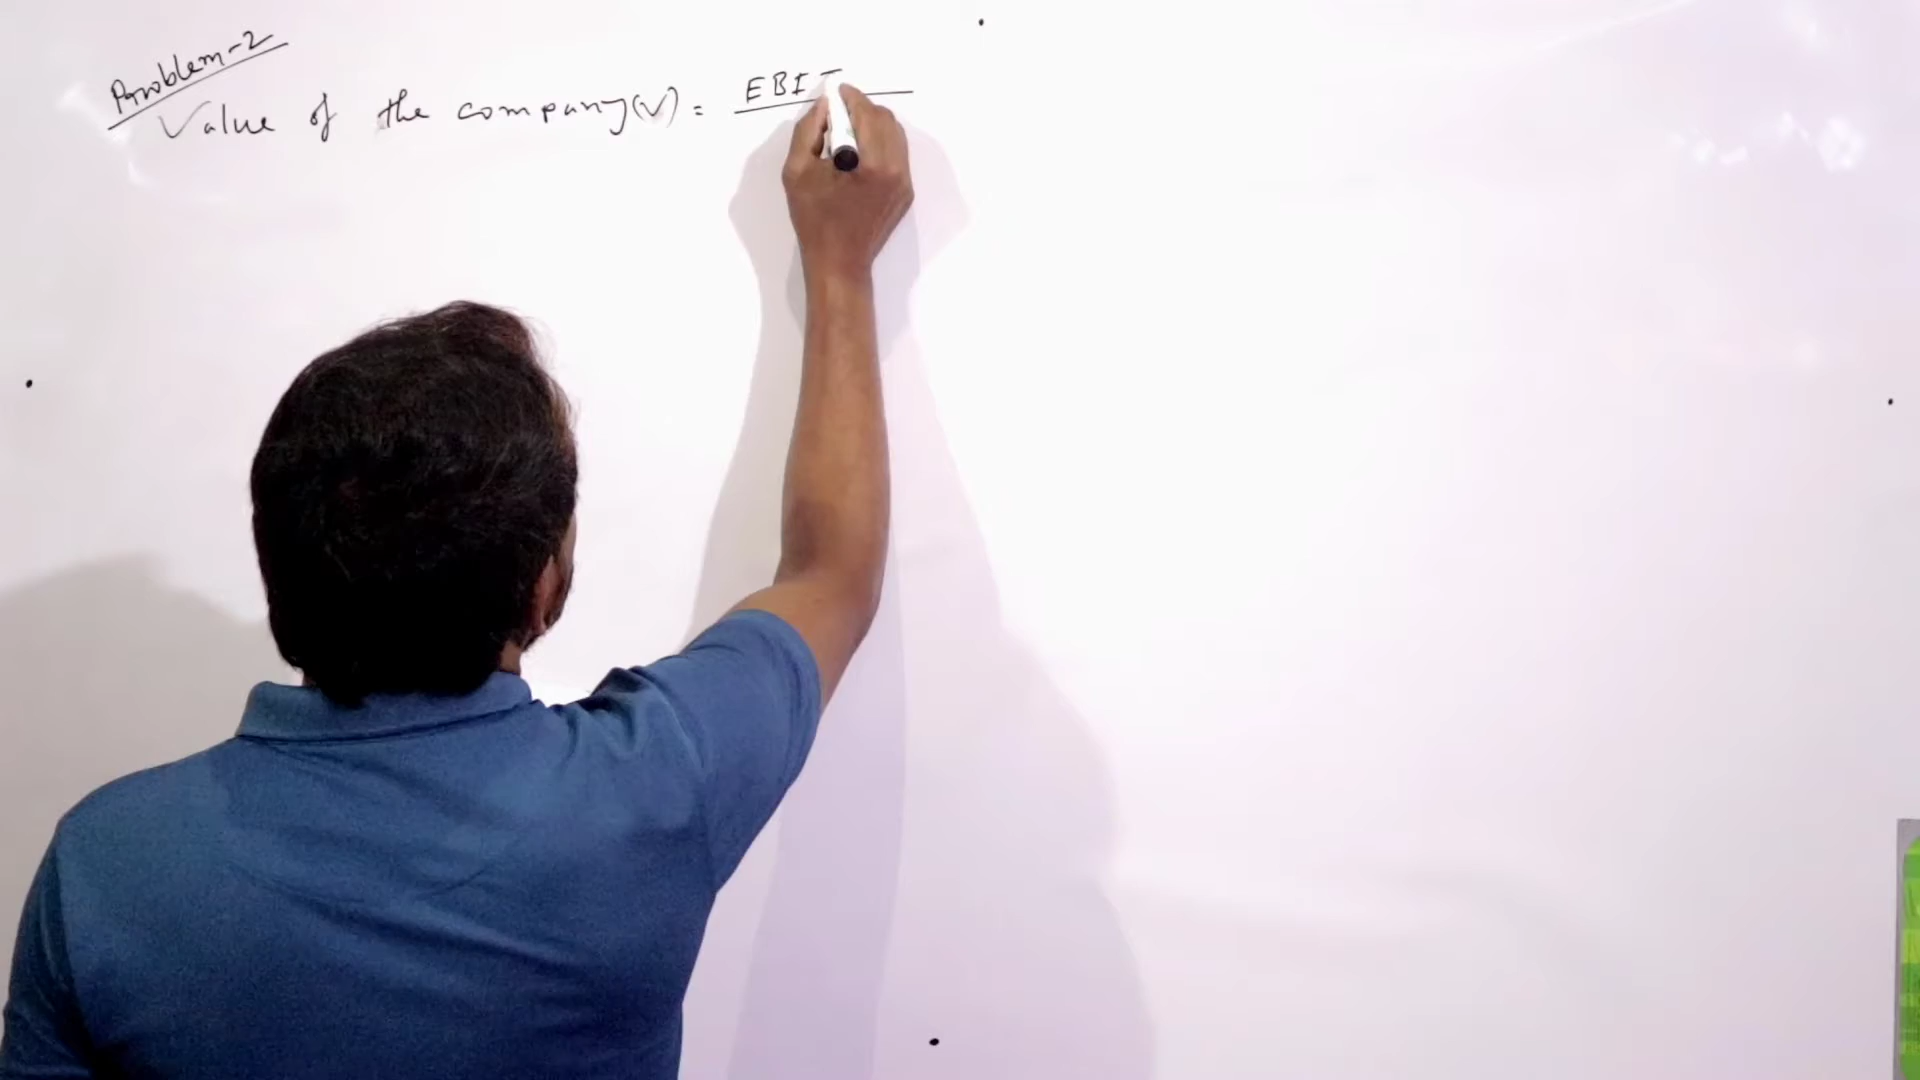 Problem-2
Value of the company(V) = EBIT